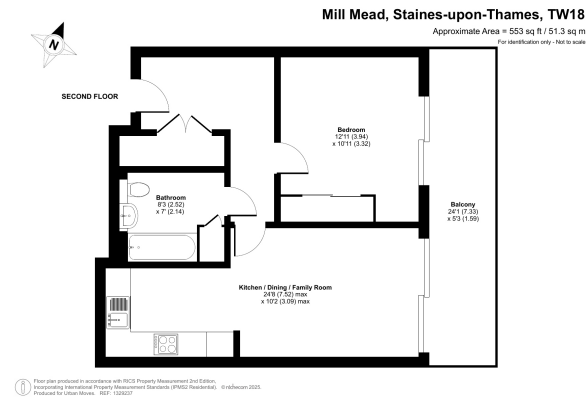 Mill Mead, Staines-upon-Thames, TW18
Approximate Area = 553 sq ft / 51.3 sq m
For identification only - Not to scale
N
SECOND FLOOR
Bedroom
12'11 (3.94)
x 10'11 (3.32)
Bathroom
8'3 (2.52)
x 7' (2.14)
Balcony
24'1 (7.33)
x 5'3 (1.59)
Kitchen / Dining / Family Room
24'8 (7.52) max
x 10'2 (3.09) max
Floor plan produced in accordance with RICS Property Measurement 2nd Edition,
Incorporating International Property Measurement Standards (IPMS2 Residential). © nichecom 2025.
Produced for Urban Moves. REF: 1329237